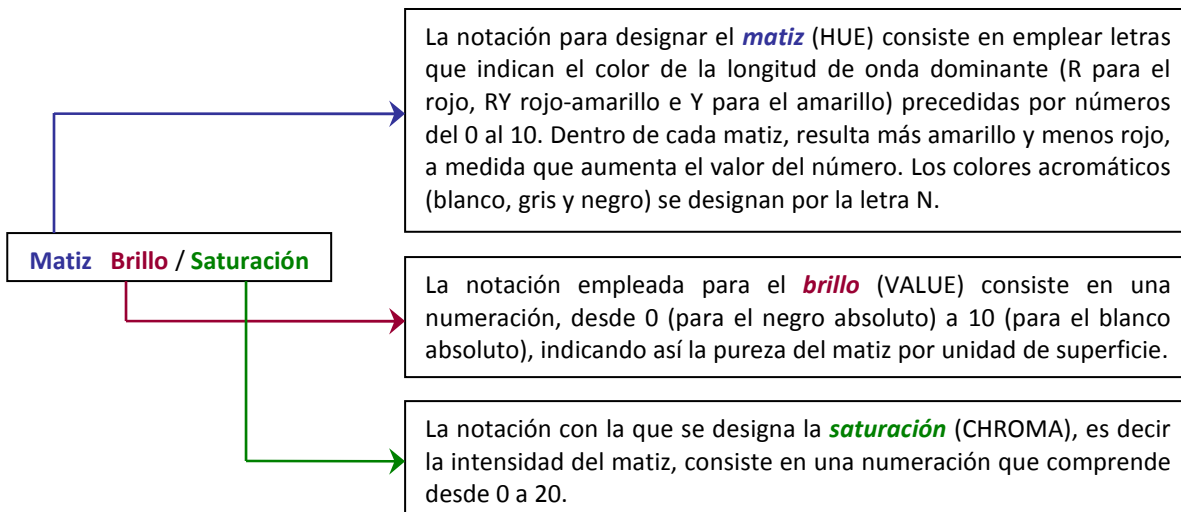 La notación para designar el matiz (HUE) consiste en emplear letras
que indican el color de la longitud de onda dominante (R para el
rojo, RY rojo-amarillo e Y para el amarillo) precedidas por números
del 0 al 10. Dentro de cada matiz, resulta más amarillo y menos rojo,
a medida que aumenta el valor del número. Los colores acromáticos
(blanco, gris y negro) se designan por la letra N.
Matiz Brillo / Saturación
La notación empleada para el brillo (VALUE) consiste en una
numeración, desde 0 (para el negro absoluto) a 10 (para el blanco
absoluto), indicando así la pureza del matiz por unidad de superficie.
La notación con la que se designa la saturación (CHROMA), es decir
la intensidad del matiz, consiste en una numeración que comprende
desde 0 a 20.